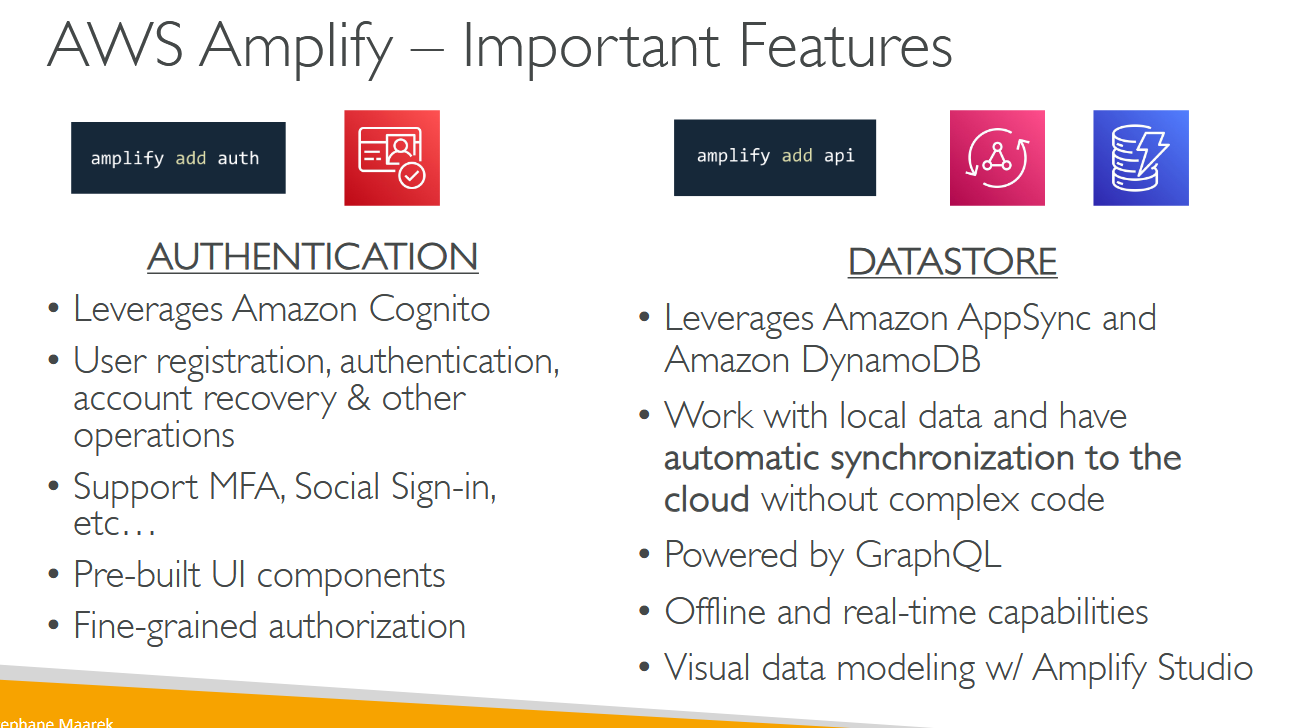 AWS Amplify – Important Features
amplify add auth
AUTHENTICATION
• Leverages Amazon Cognito
• User registration, authentication,
account recovery & other
operations
• Support MFA, Social Sign-in,
etc…
• Pre-built UI components
• Fine-grained authorization
amplify add api
DATASTORE
• Leverages Amazon AppSync and
Amazon DynamoDB
• Work with local data and have
automatic synchronization to the
cloud without complex code
• Powered by GraphQL
• Offline and real-time capabilities
• Visual data modeling w/ Amplify Studio
Maarek